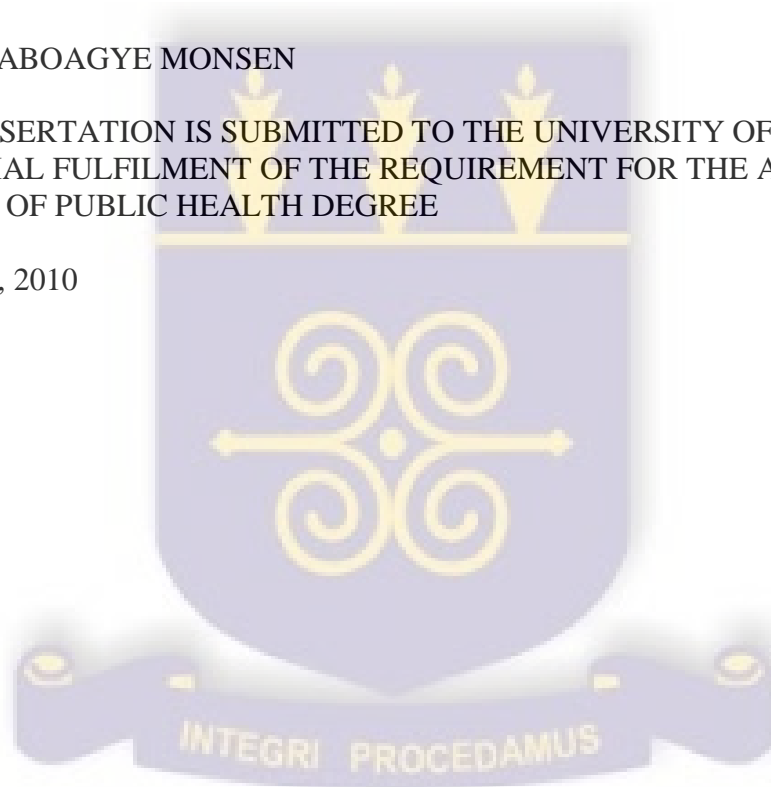 ABOAGYE MONSEN
SERTATION IS SUBMITTED TO THE UNIVERSITY OF
IAL FULFILMENT OF THE REQUIREMENT FOR THE A
OF PUBLIC HEALTH DEGREE
, 2010
INTEGRI PROCEDAMUS